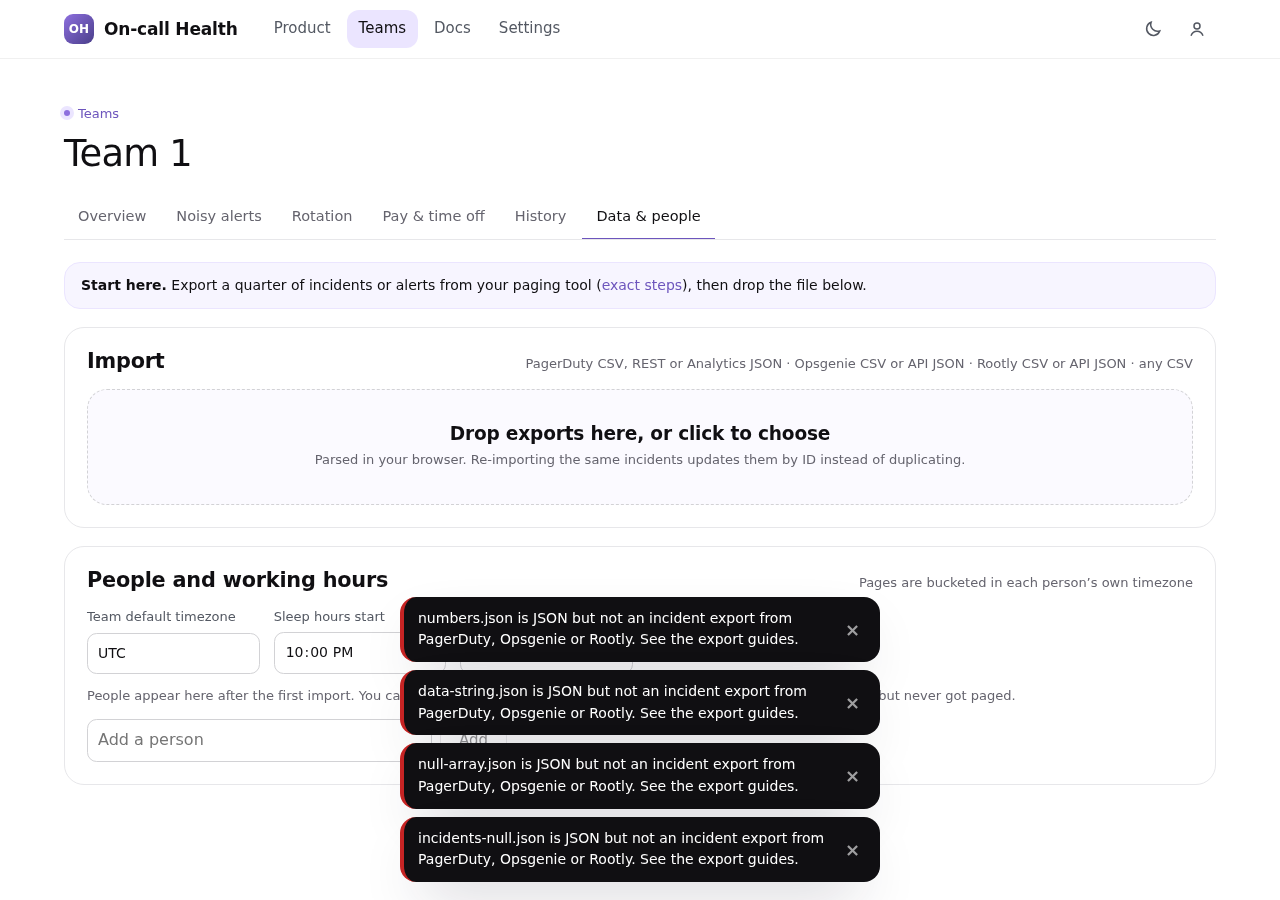 OH On-call Health Product Teams Docs Settings
Teams
Team 1
Overview Noisy alerts Rotation Pay & time off History Data & people
Start here. Export a quarter of incidents or alerts from your paging tool (exact steps), then drop the file below.
Import PagerDuty CSV, REST or Analytics JSON · Opsgenie CSV or API JSON · Rootly CSV or API JSON · any CSV
Drop exports here, or click to choose
Parsed in your browser. Re-importing the same incidents updates them by ID instead of duplicating.
People and working hours Pages are bucketed in each person’s own timezone
Team default timezone Sleep hours start
UTC 10:00 PM
People appear here after the first import. You ca but never got paged.
Add a person Add
numbers.json is JSON but not an incident export from
PagerDuty, Opsgenie or Rootly. See the export guides. ×
data-string.json is JSON but not an incident export from
PagerDuty, Opsgenie or Rootly. See the export guides. ×
null-array.json is JSON but not an incident export from
PagerDuty, Opsgenie or Rootly. See the export guides. ×
incidents-null.json is JSON but not an incident export from
PagerDuty, Opsgenie or Rootly. See the export guides. ×